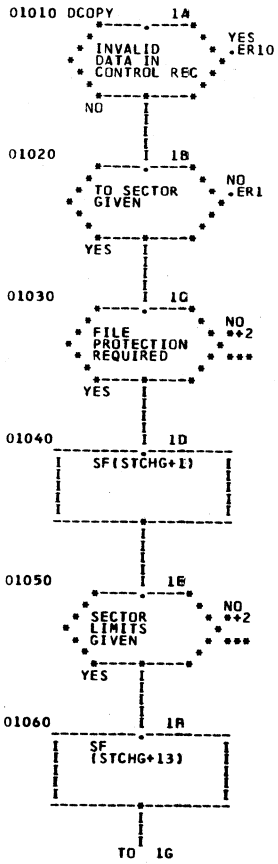 01010 DCOPY 1A
YES
.ER10
INVALID
DATA IN
CONTROL REC
NO
01020 1B
NO
.ER1
TO SECTOR
GIVEN
YES
01030 1C
NO
*+2
FILE
PROTECTION
REQUIRED
***
YES
01040 1D
SF(STCHG+1)
01050 1E
NO
*+2
SECTOR
LIMITS
GIVEN
***
YES
01060
SF
(STCHG+13)
TO 1G